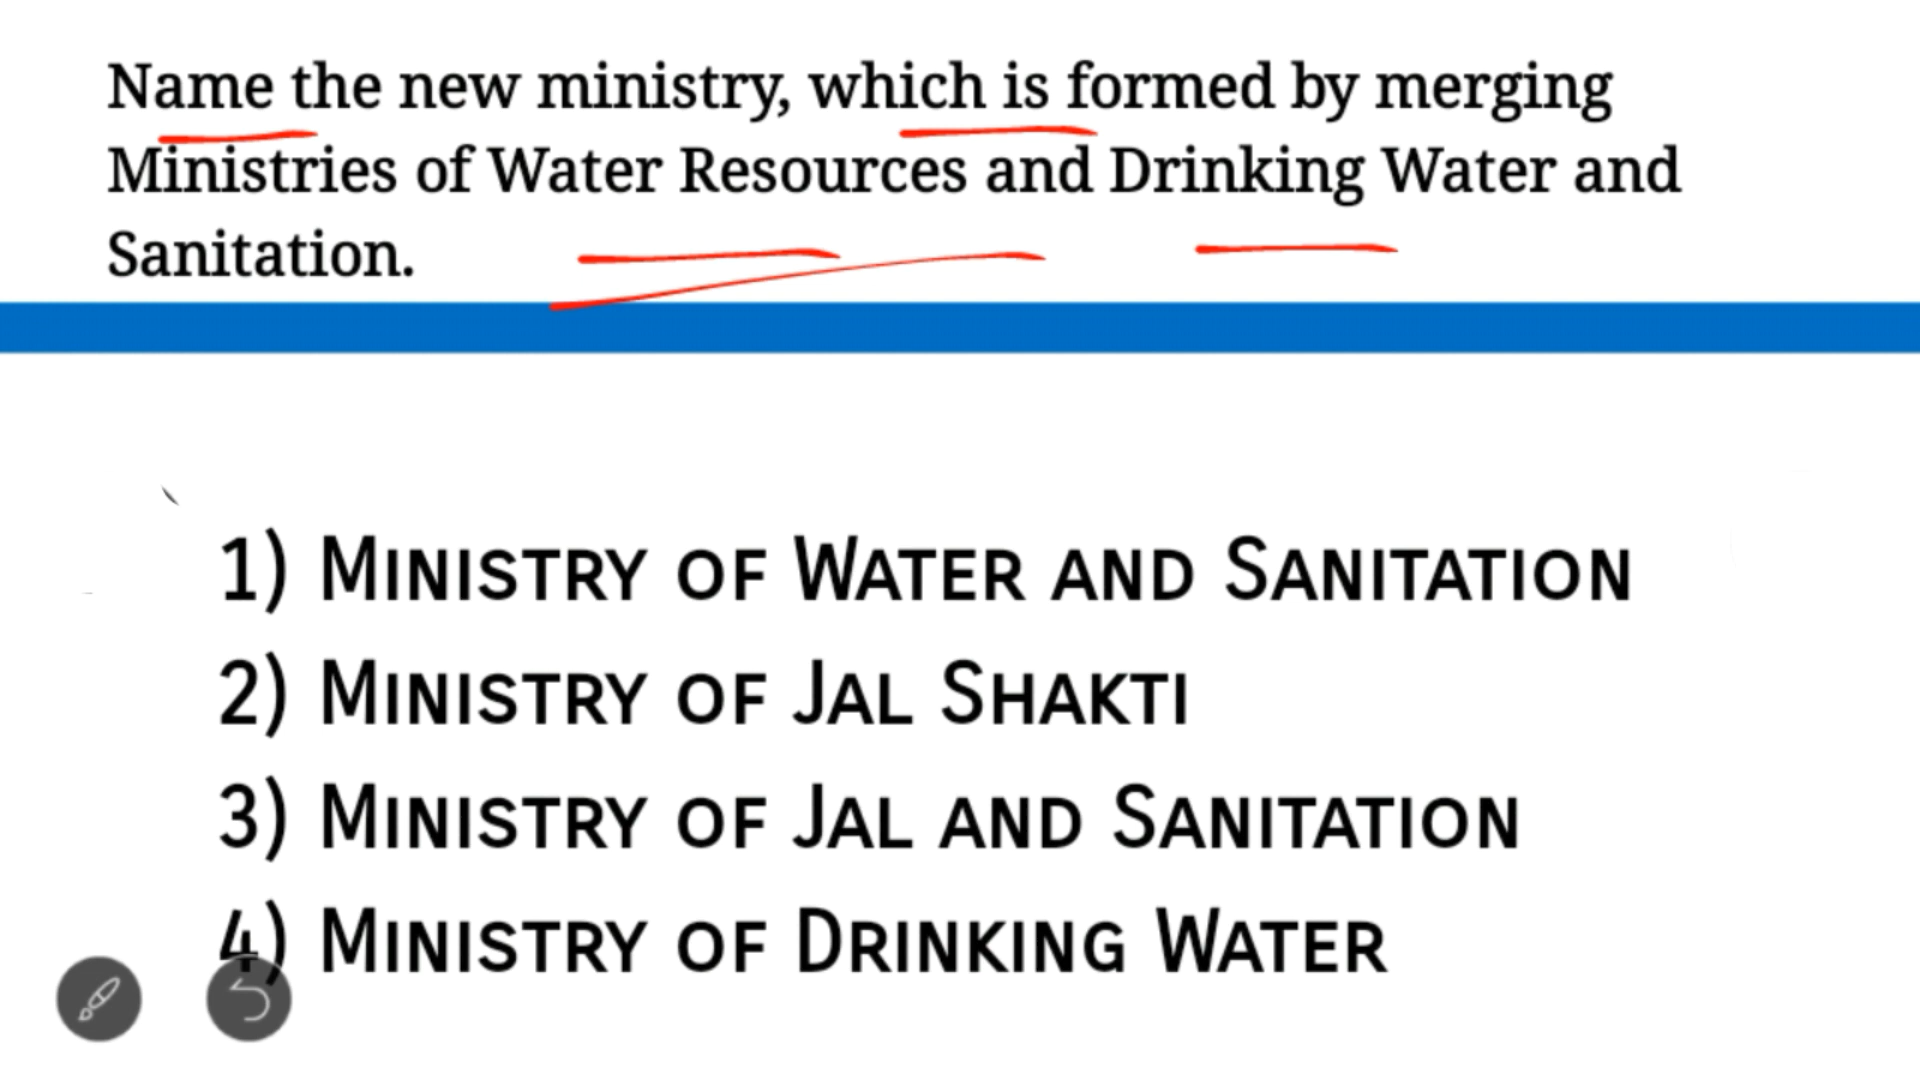 Name the new ministry, which is formed by merging
Ministries of Water Resources and Drinking Water and
Sanitation.
1) Ministry of Water and Sanitation
2) Ministry of Jal Shakti
3) Ministry of Jal and Sanitation
4) Ministry of Drinking Water